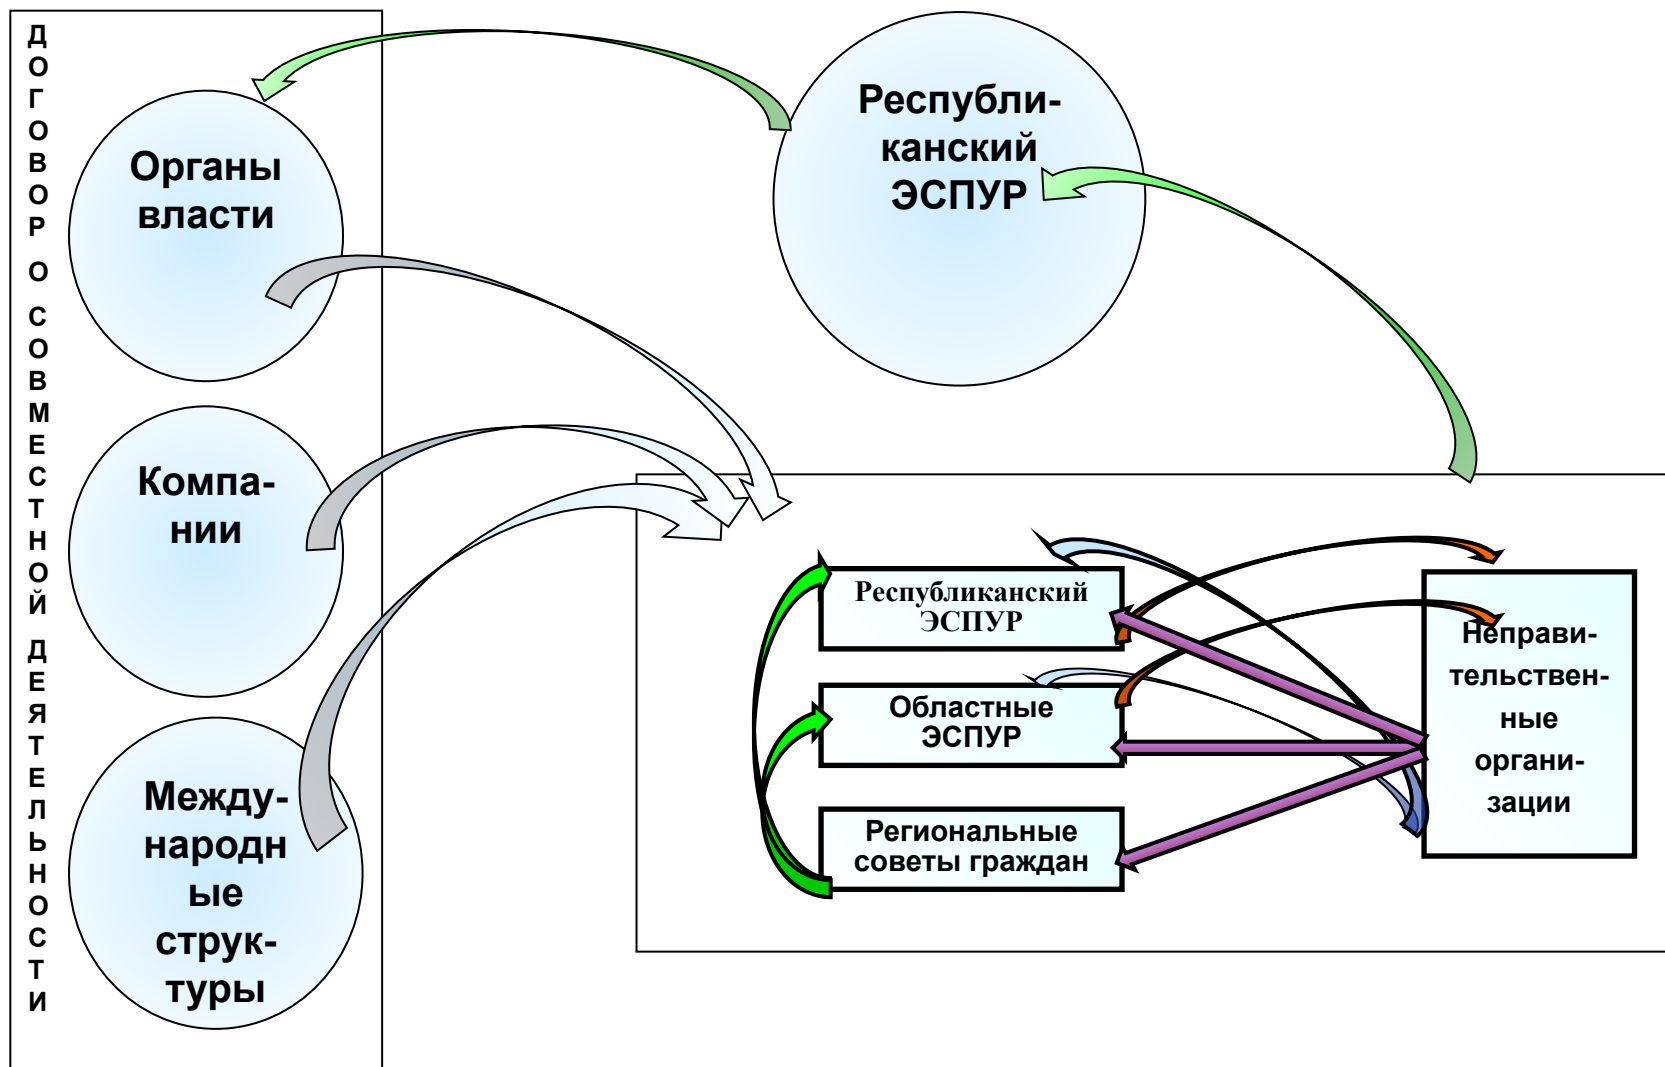 ДОГОВОР О СОВМЕСТНОЙ ДЕЯТЕЛЬНОСТИ
Органы
власти
Компа-
нии
Между-
народн
ые
струк-
туры
Республи-
канский
ЭСПУР
Республиканский
ЭСПУР
Областные
ЭСПУР
Региональные
советы граждан
Неправи-
тельствен-
ные
органи-
зации